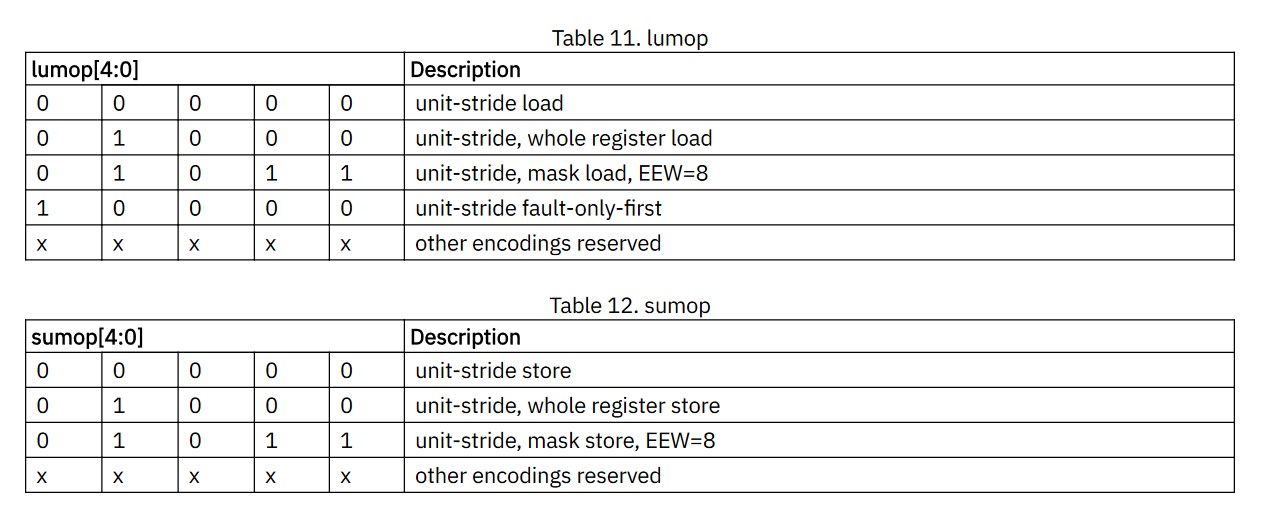 Table 11. lumop
lumop[4:0] Description
0 0 0 0 0 unit-stride load
0 1 0 0 0 unit-stride, whole register load
0 1 0 1 1 unit-stride, mask load, EEW=8
1 0 0 0 0 unit-stride fault-only-first
x x x x x other encodings reserved
Table 12. sumop
sumop[4:0] Description
0 0 0 0 0 unit-stride store
0 1 0 0 0 unit-stride, whole register store
0 1 0 1 1 unit-stride, mask store, EEW=8
x x x x x other encodings reserved